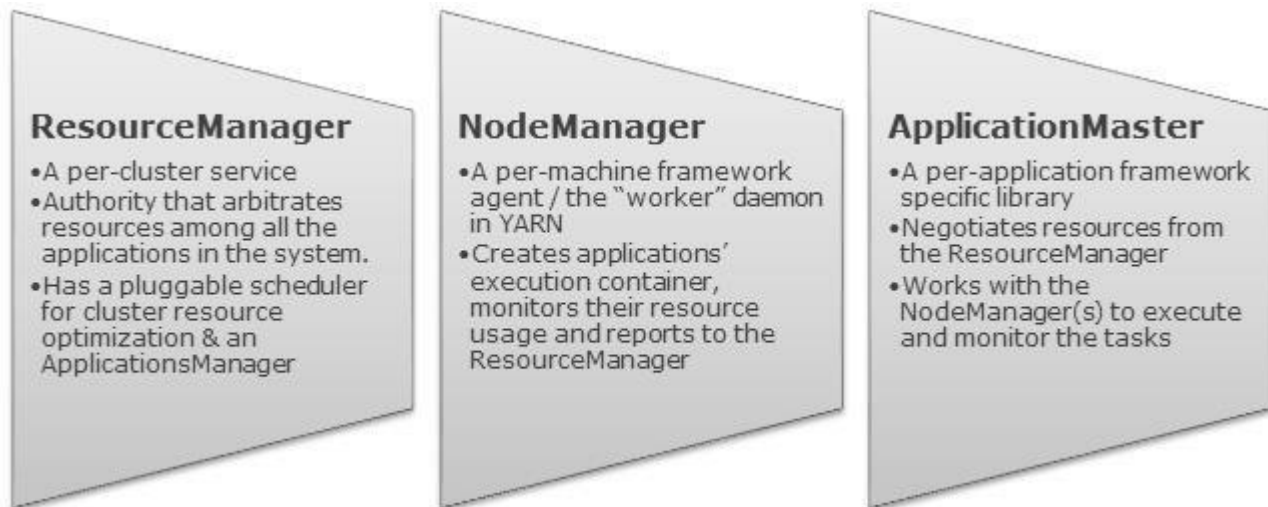 ResourceManager
•A per-cluster service
•Authority that arbitrates
resources among all the
applications in the system.
•Has a pluggable scheduler
for cluster resource
optimization & an
ApplicationsManager
NodeManager
•A per-machine framework
agent / the “worker” daemon
in YARN
•Creates applications’
execution container,
monitors their resource
usage and reports to the
ResourceManager
ApplicationMaster
•A per-application framework
specific library
•Negotiates resources from
the ResourceManager
•Works with the
NodeManager(s) to execute
and monitor the tasks